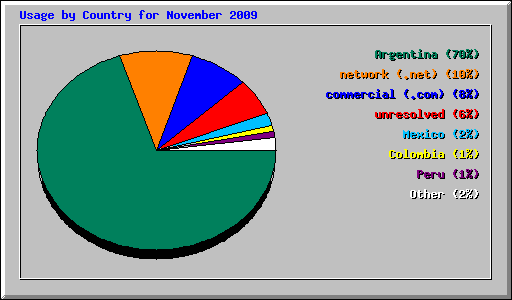 Usage by Country for November 2009
Argentina (70%)
network (.net) (10%)
commercial (.com) (8%)
unresolved (6%)
Mexico (2%)
Colombia (1%)
Peru (1%)
Other (2%)